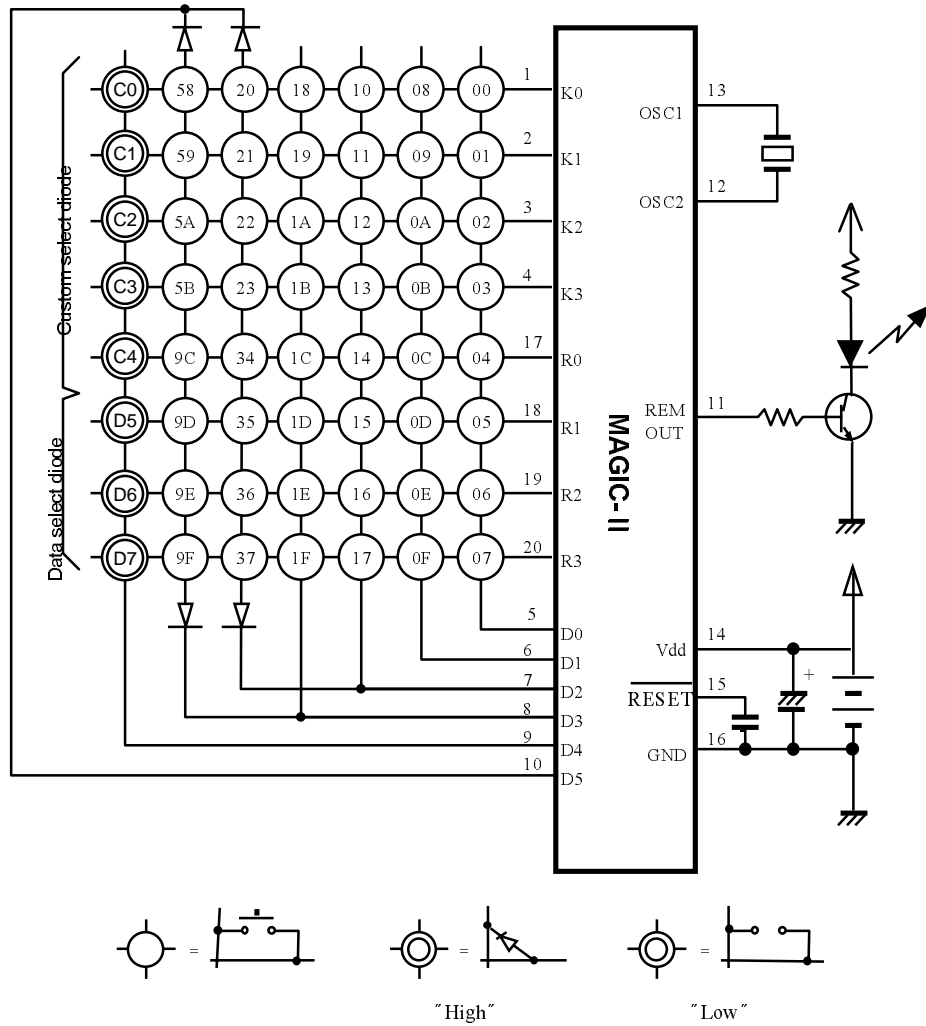 C0 58 20 18 10 08 00 1 K0
C1 59 21 19 11 09 01 2 K1
C2 5A 22 1A 12 0A 02 3 K2
C3 5B 23 1B 13 0B 03 4 K3
C4 9C 34 1C 14 0C 04 17 R0
D5 9D 35 1D 15 0D 05 18 R1
D6 9E 36 1E 16 0E 06 19 R2
D7 9F 37 1F 17 0F 07 20 R3
Custom select diode
Data select diode
5 D0
6 D1
7 D2
8 D3
9 D4
10 D5
MAGIC-II
OSC1 13
OSC2 12
REM 11
OUT
Vdd 14
+
RESET 15
GND 16
=
=
=
"High"
"Low"